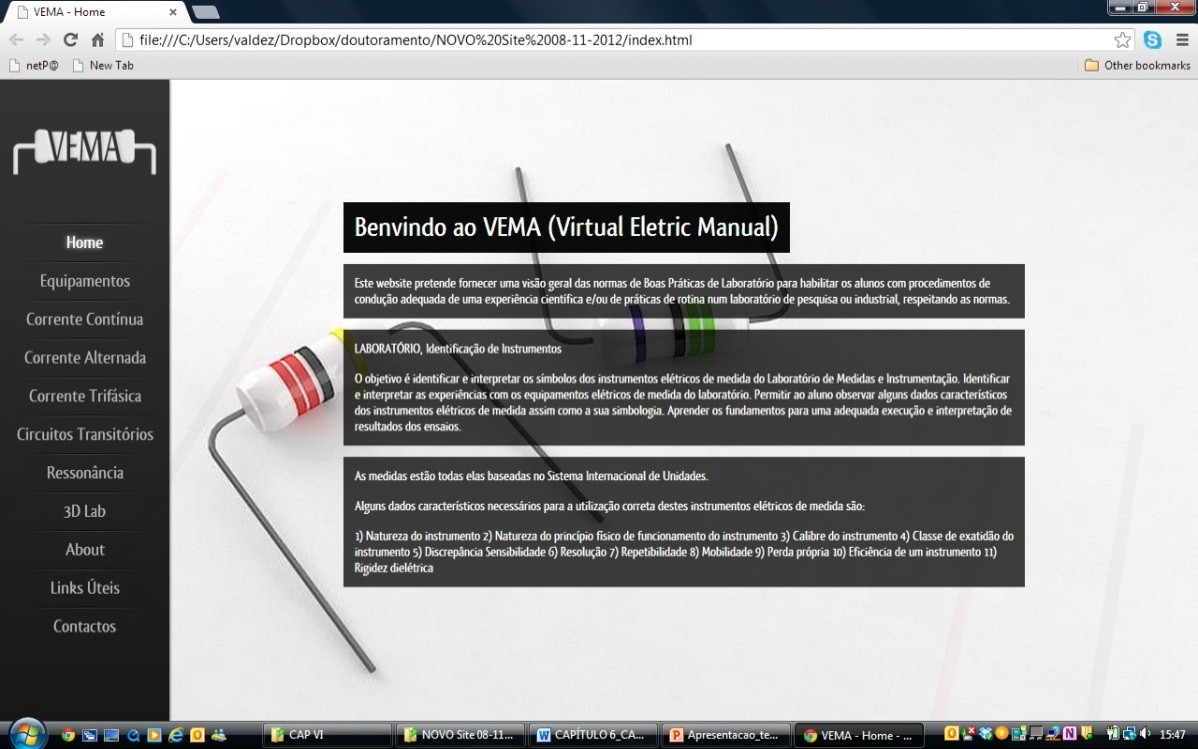 VEMA - Home
file:///C:/Users/valdez/Dropbox/doutoramento/NOVO%20Site%2008-11-2012/index.html
netP@ New Tab Other bookmarks
VEMA
Home
Equipamentos
Corrente Contínua
Corrente Alternada
Corrente Trifásica
Circuitos Transitórios
Ressonância
3D Lab
About
Links Úteis
Contactos
Benvindo ao VEMA (Virtual Eletric Manual)
Este website pretende fornecer uma visão geral das normas de Boas Práticas de Laboratório para habilitar os alunos com procedimentos de
condução adequada de uma experiência científica e/ou de práticas de rotina num laboratório de pesquisa ou industrial, respeitando as normas.
LABORATÓRIO, Identificação de Instrumentos
O objetivo é identificar e interpretar os símbolos dos instrumentos elétricos de medida do Laboratório de Medidas e Instrumentação. Identificar
e interpretar as experiências com os equipamentos elétricos de medida do laboratório. Permitir ao aluno observar alguns dados característicos
dos instrumentos elétricos de medida assim como a sua simbologia. Aprender os fundamentos para uma adequada execução e interpretação de
resultados dos ensaios.
As medidas estão todas elas baseadas no Sistema Internacional de Unidades.
Alguns dados característicos necessários para a utilização correta destes instrumentos elétricos de medida são:
1) Natureza do instrumento 2) Natureza do princípio físico de funcionamento do instrumento 3) Calibre do instrumento 4) Classe de exatidão do
instrumento 5) Discrepância Sensibilidade 6) Resolução 7) Repetibilidade 8) Mobilidade 9) Perda própria 10) Eficiência de um instrumento 11)
Rigidez dielétrica
CAP VI NOVO Site 08-11... CAPÍTULO 6_CA... Apresentacao_te... VEMA - Home - ... 15:47